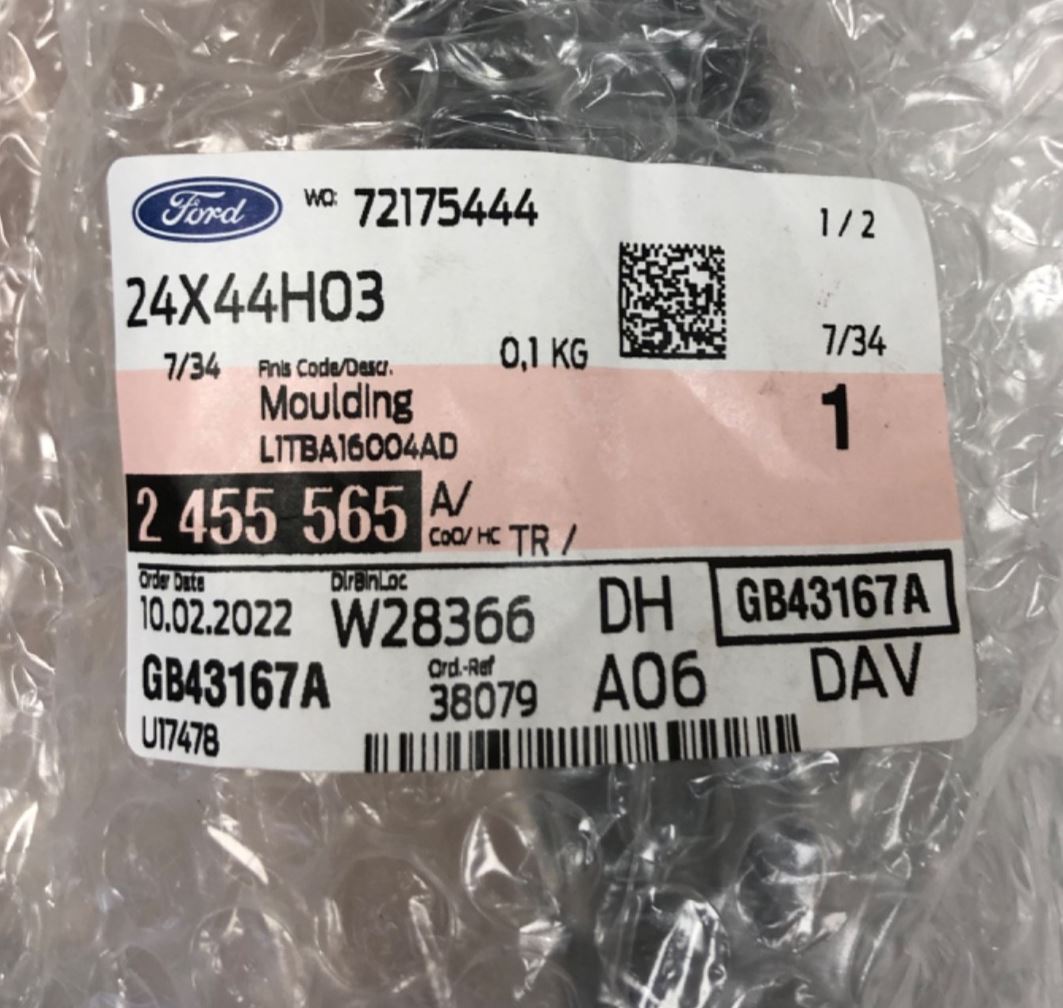 Ford WO: 72175444 1 / 2
24X44H03
7/34 Finis Code/Descr. 0,1 KG 7/34
Moulding 1
L1TBA16004AD
2 455 565 A/
CoO/ HC TR /
Order Date DlrBinLoc
10.02.2022 W28366 DH GB43167A
GB43167A Ord.-Ref A06 DAV
38079
U17478